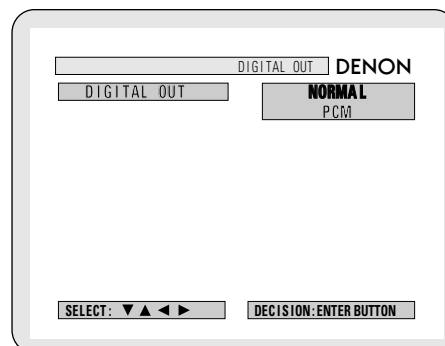 DIGITAL OUT DENON
DIGITAL OUT NORMAL
PCM
SELECT: ▼ ▲ ◄ ► DECISION:ENTER BUTTON